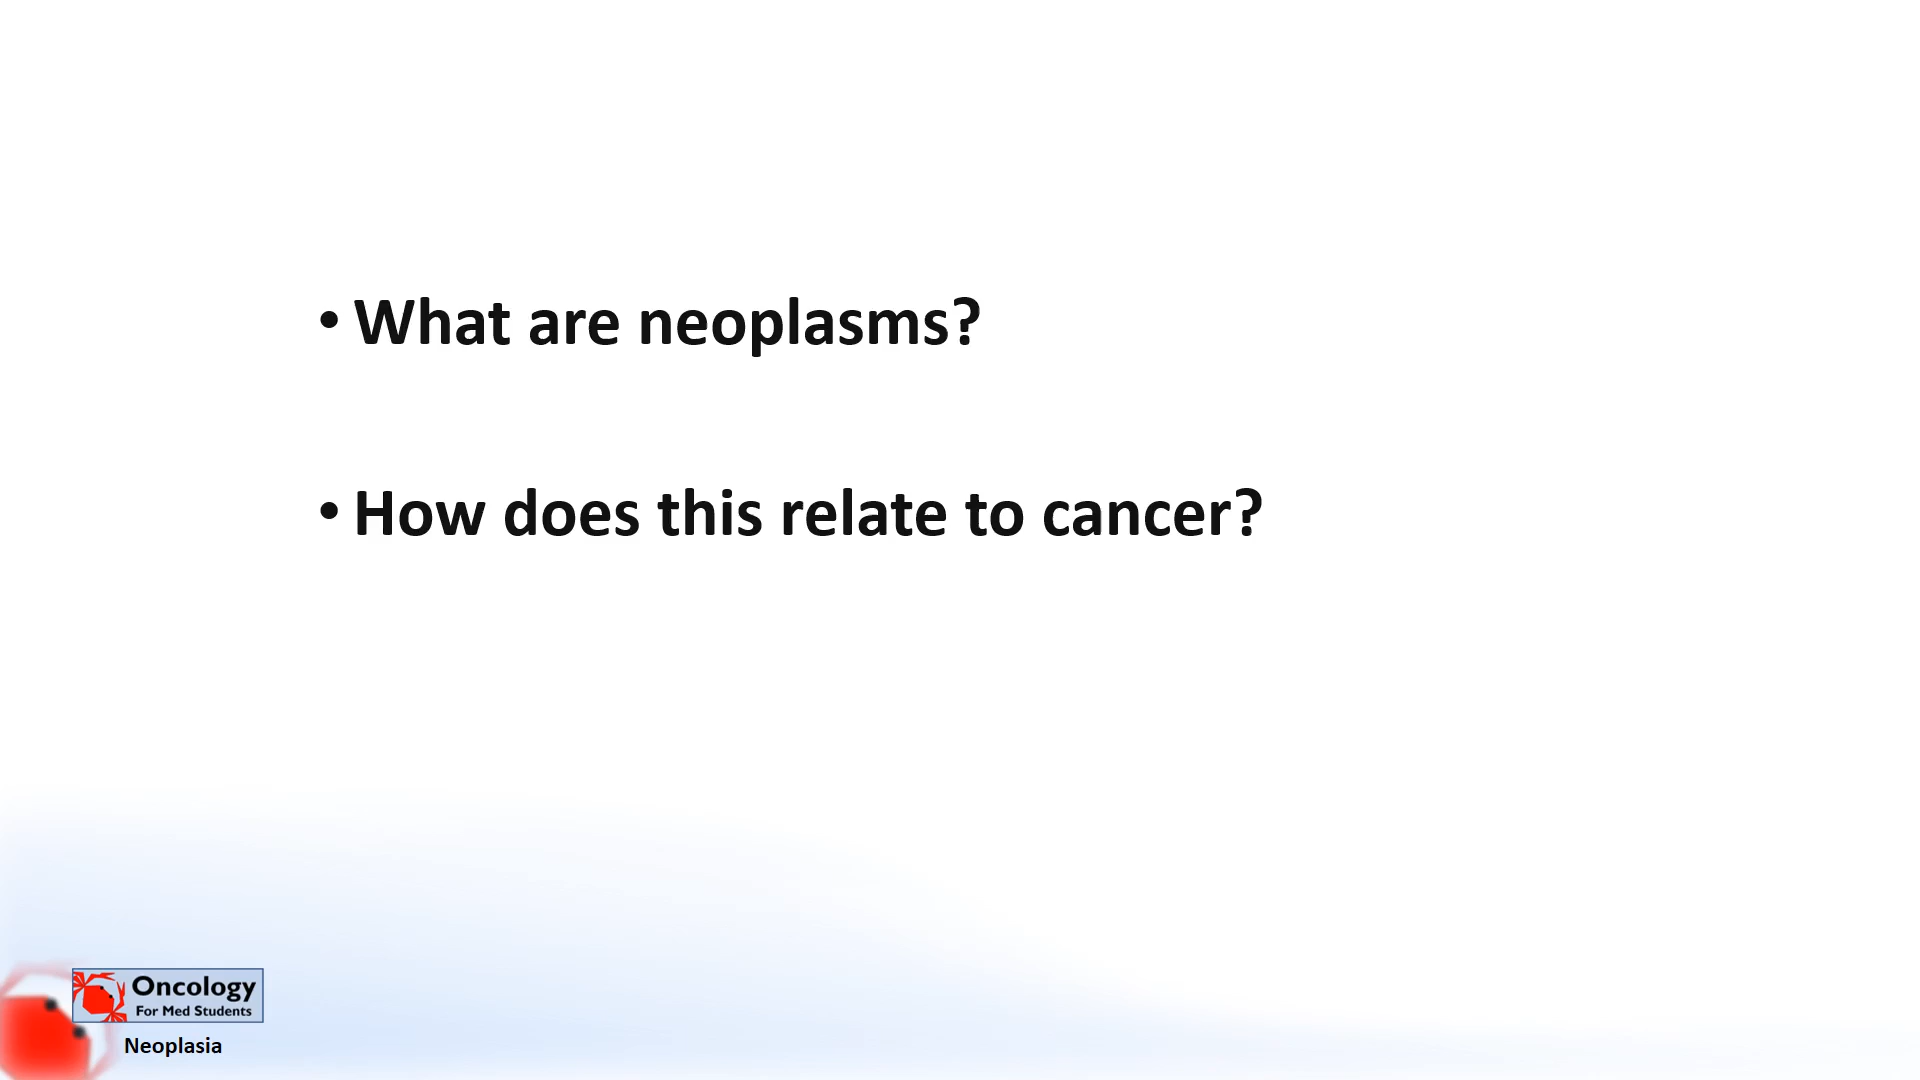 • What are neoplasms?
• How does this relate to cancer?
Oncology
For Med Students
Neoplasia